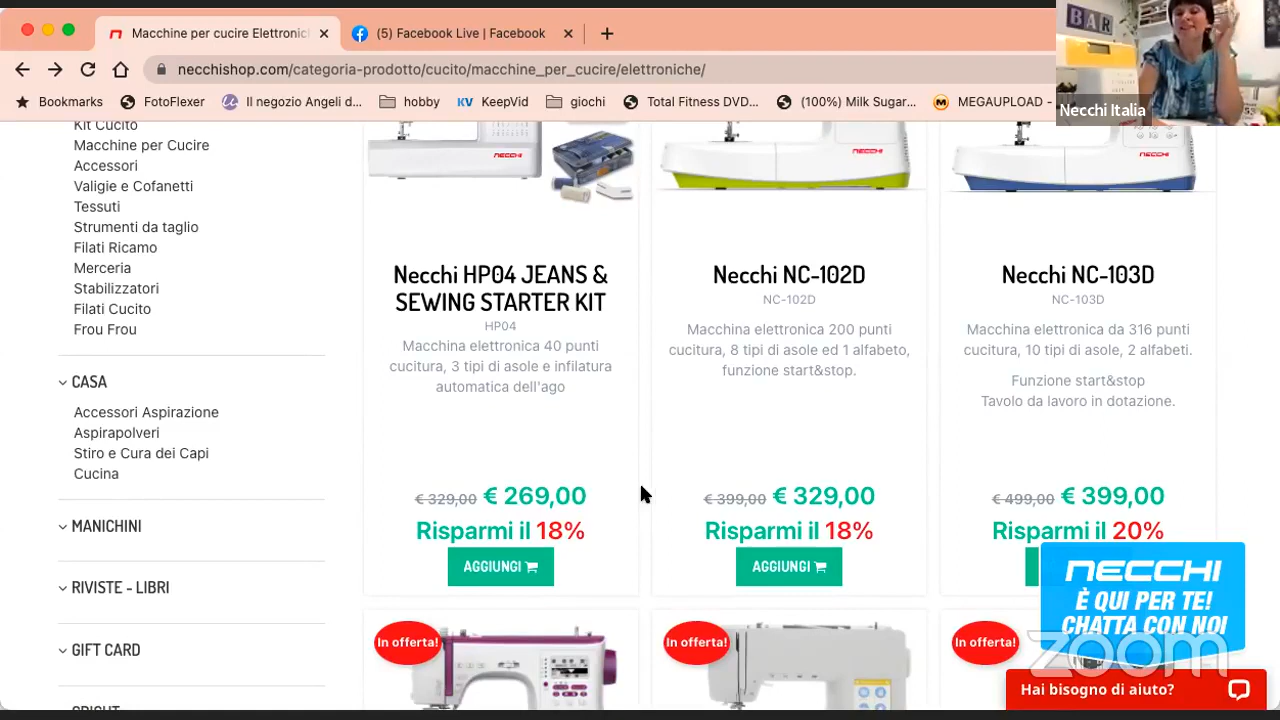 Macchine per cucire Elettronic
(5) Facebook Live | Facebook
necchishop.com/categoria-prodotto/cucito/macchine_per_cucire/elettroniche/
Bookmarks
FotoFlexer
Il negozio Angeli d...
hobby
KV KeepVid
giochi
Total Fitness DVD...
(100%) Milk Sugar...
MEGAUPLOAD -
BAR
Necchi Italia
Kit Cucito
Macchine per Cucire
Accessori
Valigie e Cofanetti
Tessuti
Strumenti da taglio
Filati Ricamo
Merceria
Stabilizzatori
Filati Cucito
Frou Frou
CASA
Accessori Aspirazione
Aspirapolveri
Stiro e Cura dei Capi
Cucina
MANICHINI
RIVISTE - LIBRI
GIFT CARD
NECCHI
Necchi HP04 JEANS &
SEWING STARTER KIT
HP04
Macchina elettronica 40 punti
cucitura, 3 tipi di asole e infilatura
automatica dell'ago
€ 329,00 € 269,00
Risparmi il 18%
AGGIUNGI
NECCHI
Necchi NC-102D
NC-102D
Macchina elettronica 200 punti
cucitura, 8 tipi di asole ed 1 alfabeto,
funzione start&stop.
€ 399,00 € 329,00
Risparmi il 18%
AGGIUNGI
NECCHI
Necchi NC-103D
NC-103D
Macchina elettronica da 316 punti
cucitura, 10 tipi di asole, 2 alfabeti.
Funzione start&stop
Tavolo da lavoro in dotazione.
€ 499,00 € 399,00
Risparmi il 20%
In offerta!
In offerta!
In offerta!
NECCHI
È QUI PER TE!
CHATTA CON NOI
zoom
Hai bisogno di aiuto?